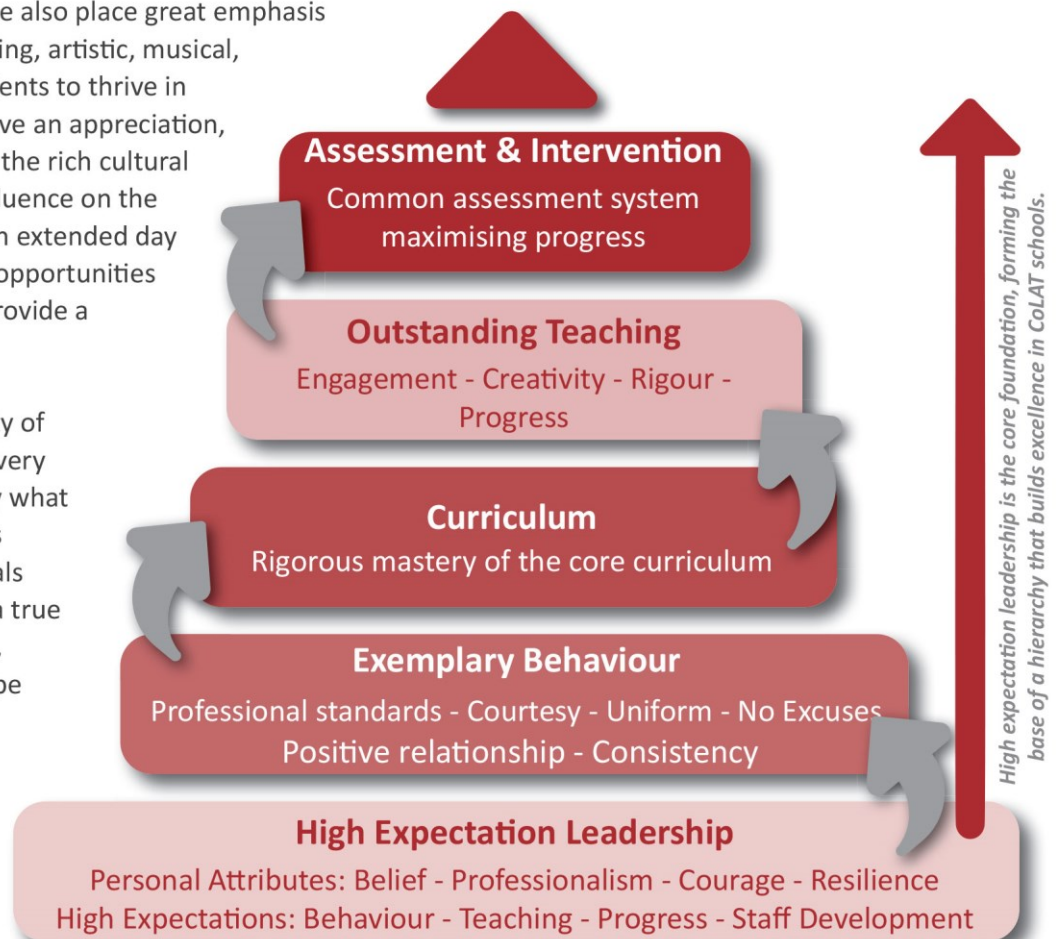 e also place great emphasis
ing, artistic, musical,
ents to thrive in
ve an appreciation,
the rich cultural
luence on the
n extended day
opportunities
rovide a
y of
very
what
s
als
a true
be
Assessment & Intervention
Common assessment system
maximising progress
Outstanding Teaching
Engagement - Creativity - Rigour -
Progress
Curriculum
Rigorous mastery of the core curriculum
Exemplary Behaviour
Professional standards - Courtesy - Uniform - No Excuses
Positive relationship - Consistency
High Expectation Leadership
Personal Attributes: Belief - Professionalism - Courage - Resilience
High Expectations: Behaviour - Teaching - Progress - Staff Development
High expectation leadership is the core foundation, forming the
base of a hierarchy that builds excellence in CoLAT schools.